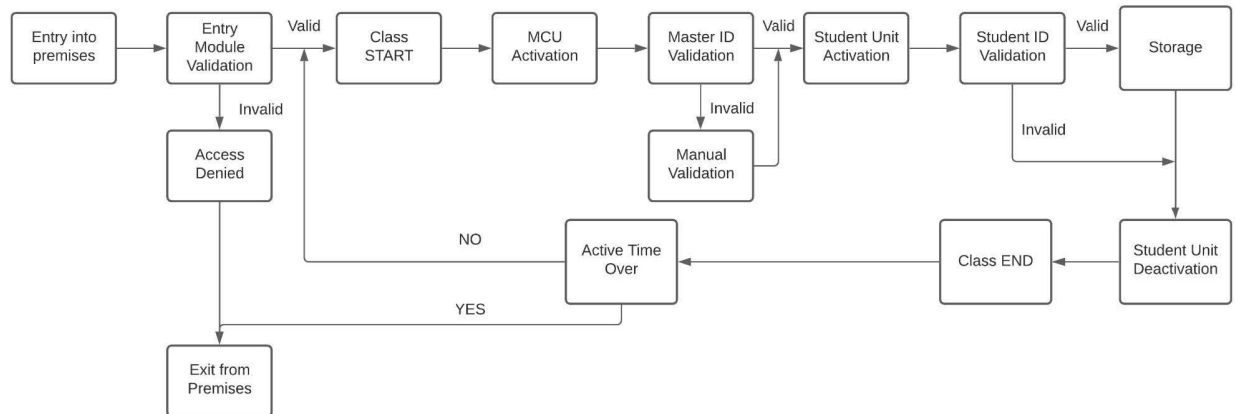 Entry into
premises
Entry
Module
Validation
Valid
Class
START
MCU
Activation
Master ID
Validation
Valid
Student Unit
Activation
Student ID
Validation
Valid
Storage
Invalid
Access
Denied
Invalid
Manual
Validation
Invalid
NO
Active Time
Over
Class END
Student Unit
Deactivation
YES
Exit from
Premises